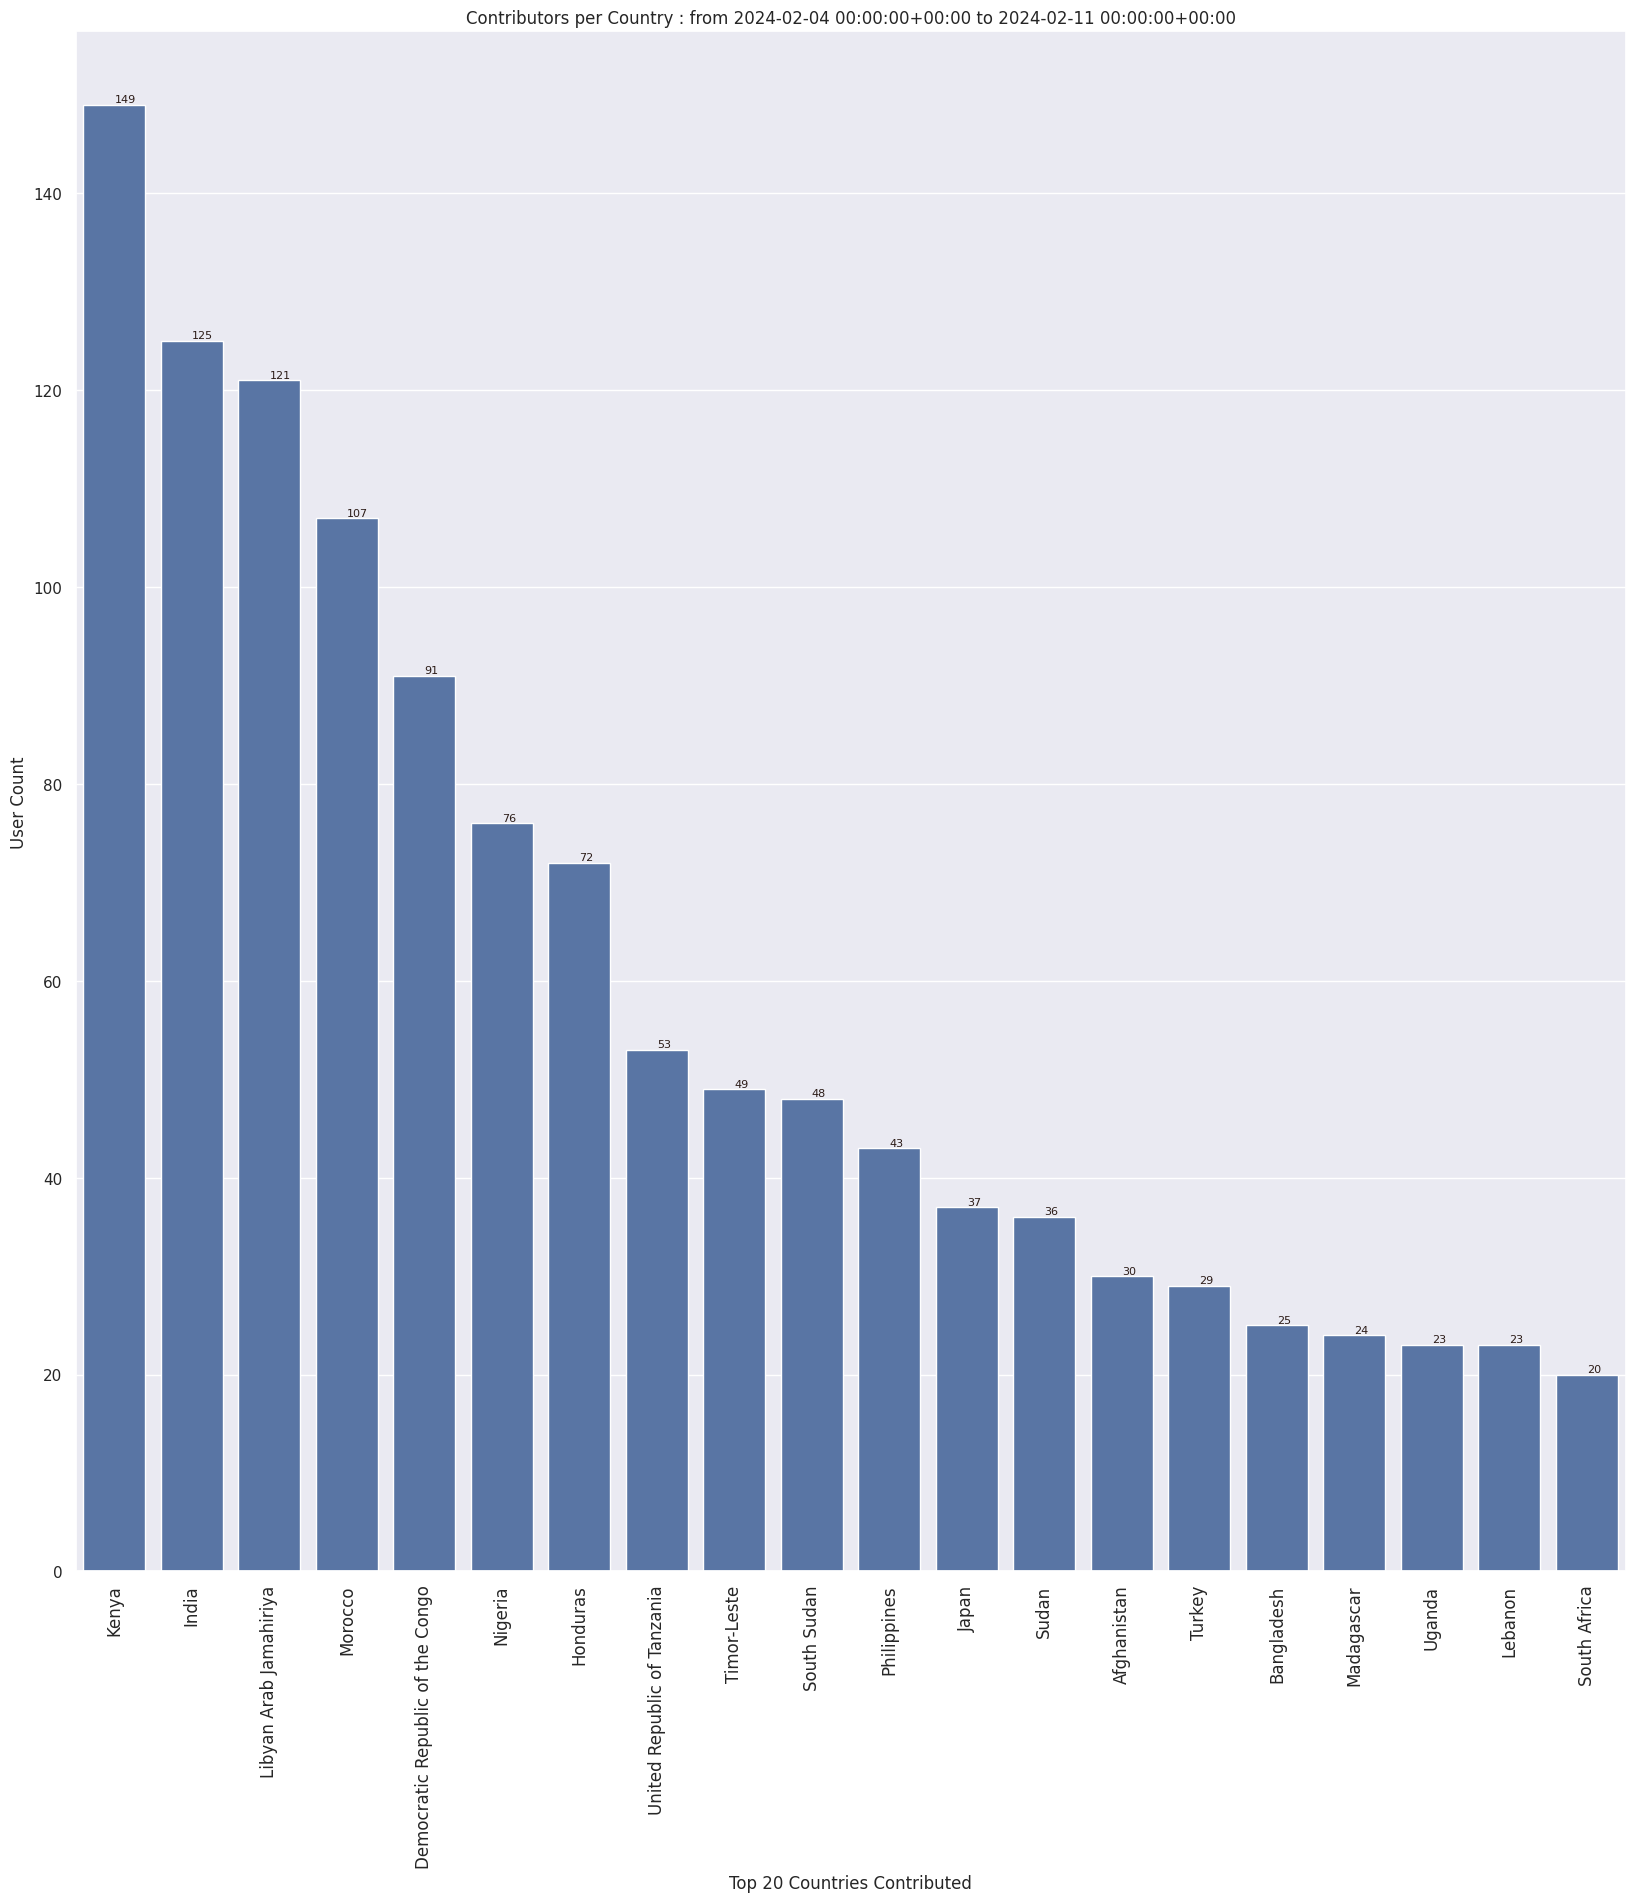 Contributors per Country : from 2024-02-04 00:00:00+00:00 to 2024-02-11 00:00:00+00:00
User Count
140
120
100
80
60
40
20
0
149
125
121
107
91
76
72
53
49
48
43
37
36
30
29
25
24
23
23
20
Kenya
India
Libyan Arab Jamahiriya
Morocco
Democratic Republic of the Congo
Nigeria
Honduras
United Republic of Tanzania
Timor-Leste
South Sudan
Philippines
Japan
Sudan
Afghanistan
Turkey
Bangladesh
Madagascar
Uganda
Lebanon
South Africa
Top 20 Countries Contributed